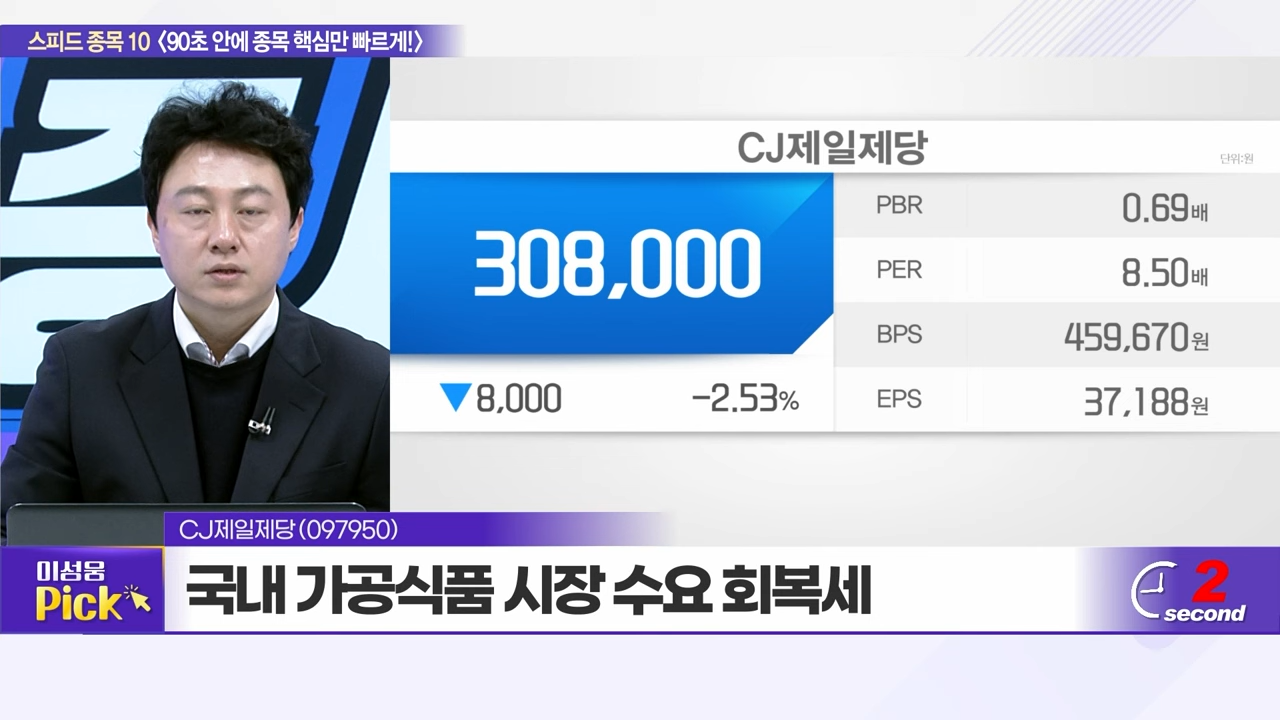 스피드 종목 10 <90초 안에 종목 핵심만 빠르게!>
CJ제일제당
단위:원
308,000
▼8,000 -2.53%
PBR 0.69배
PER 8.50배
BPS 459,670원
EPS 37,188원
CJ제일제당(097950)
이성웅
Pick
국내 가공식품 시장 수요 회복세
2
second